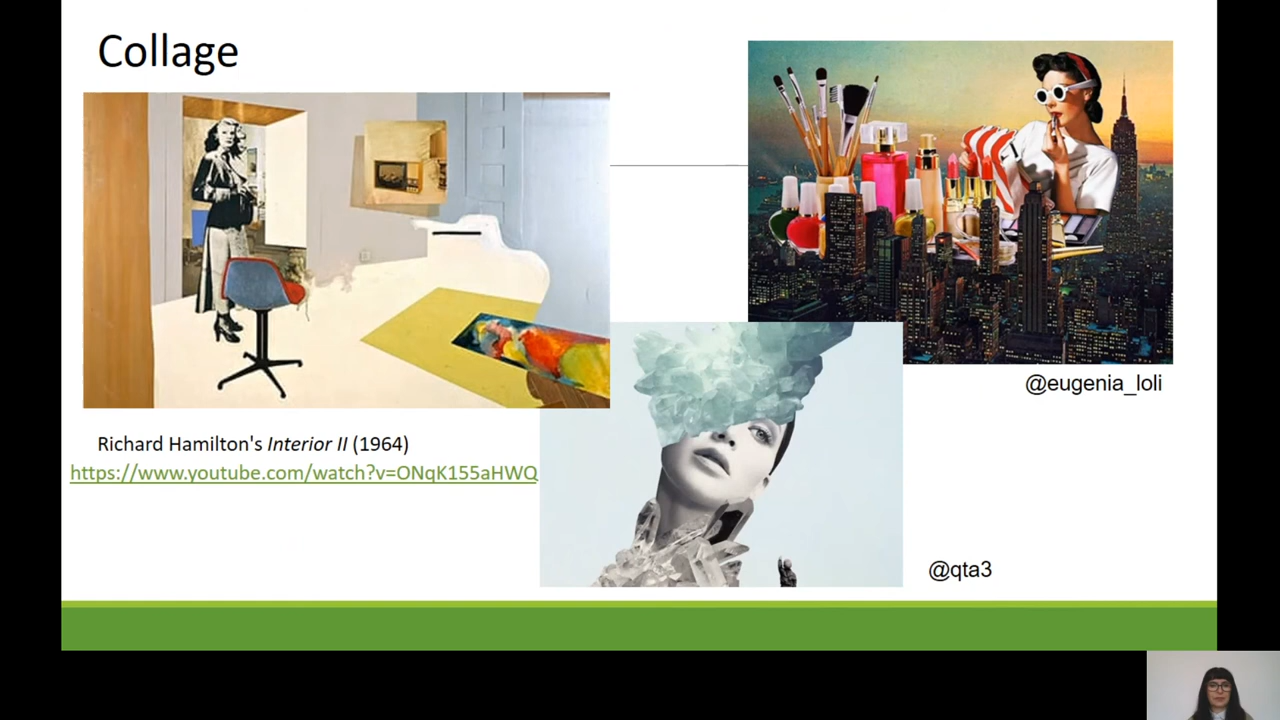 Collage
@eugenia_loli
Richard Hamilton's Interior II (1964)
https://www.youtube.com/watch?v=ONqK155aHWQ
@qta3